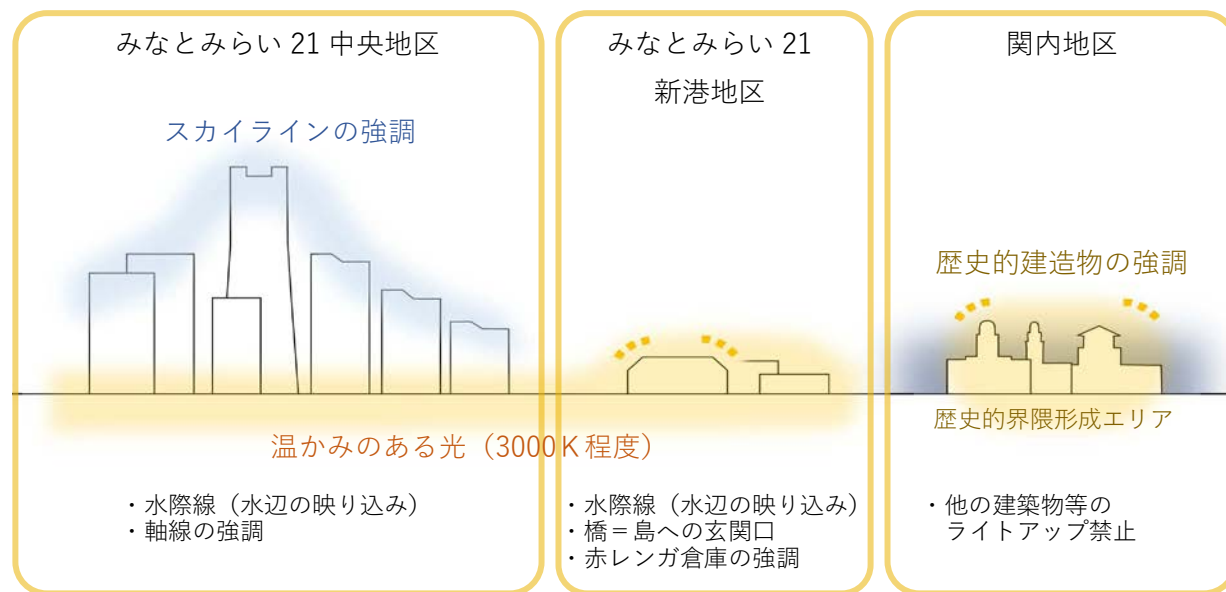 みなとみらい 21 中央地区
スカイラインの強調
みなとみらい 21
新港地区
関内地区
歴史的建造物の強調
歴史的界隈形成エリア
温かみのある光（3000K 程度）
・水際線（水辺の映り込み）
・軸線の強調
・水際線（水辺の映り込み）
・橋＝島への玄関口
・赤レンガ倉庫の強調
・他の建築物等の
ライトアップ禁止